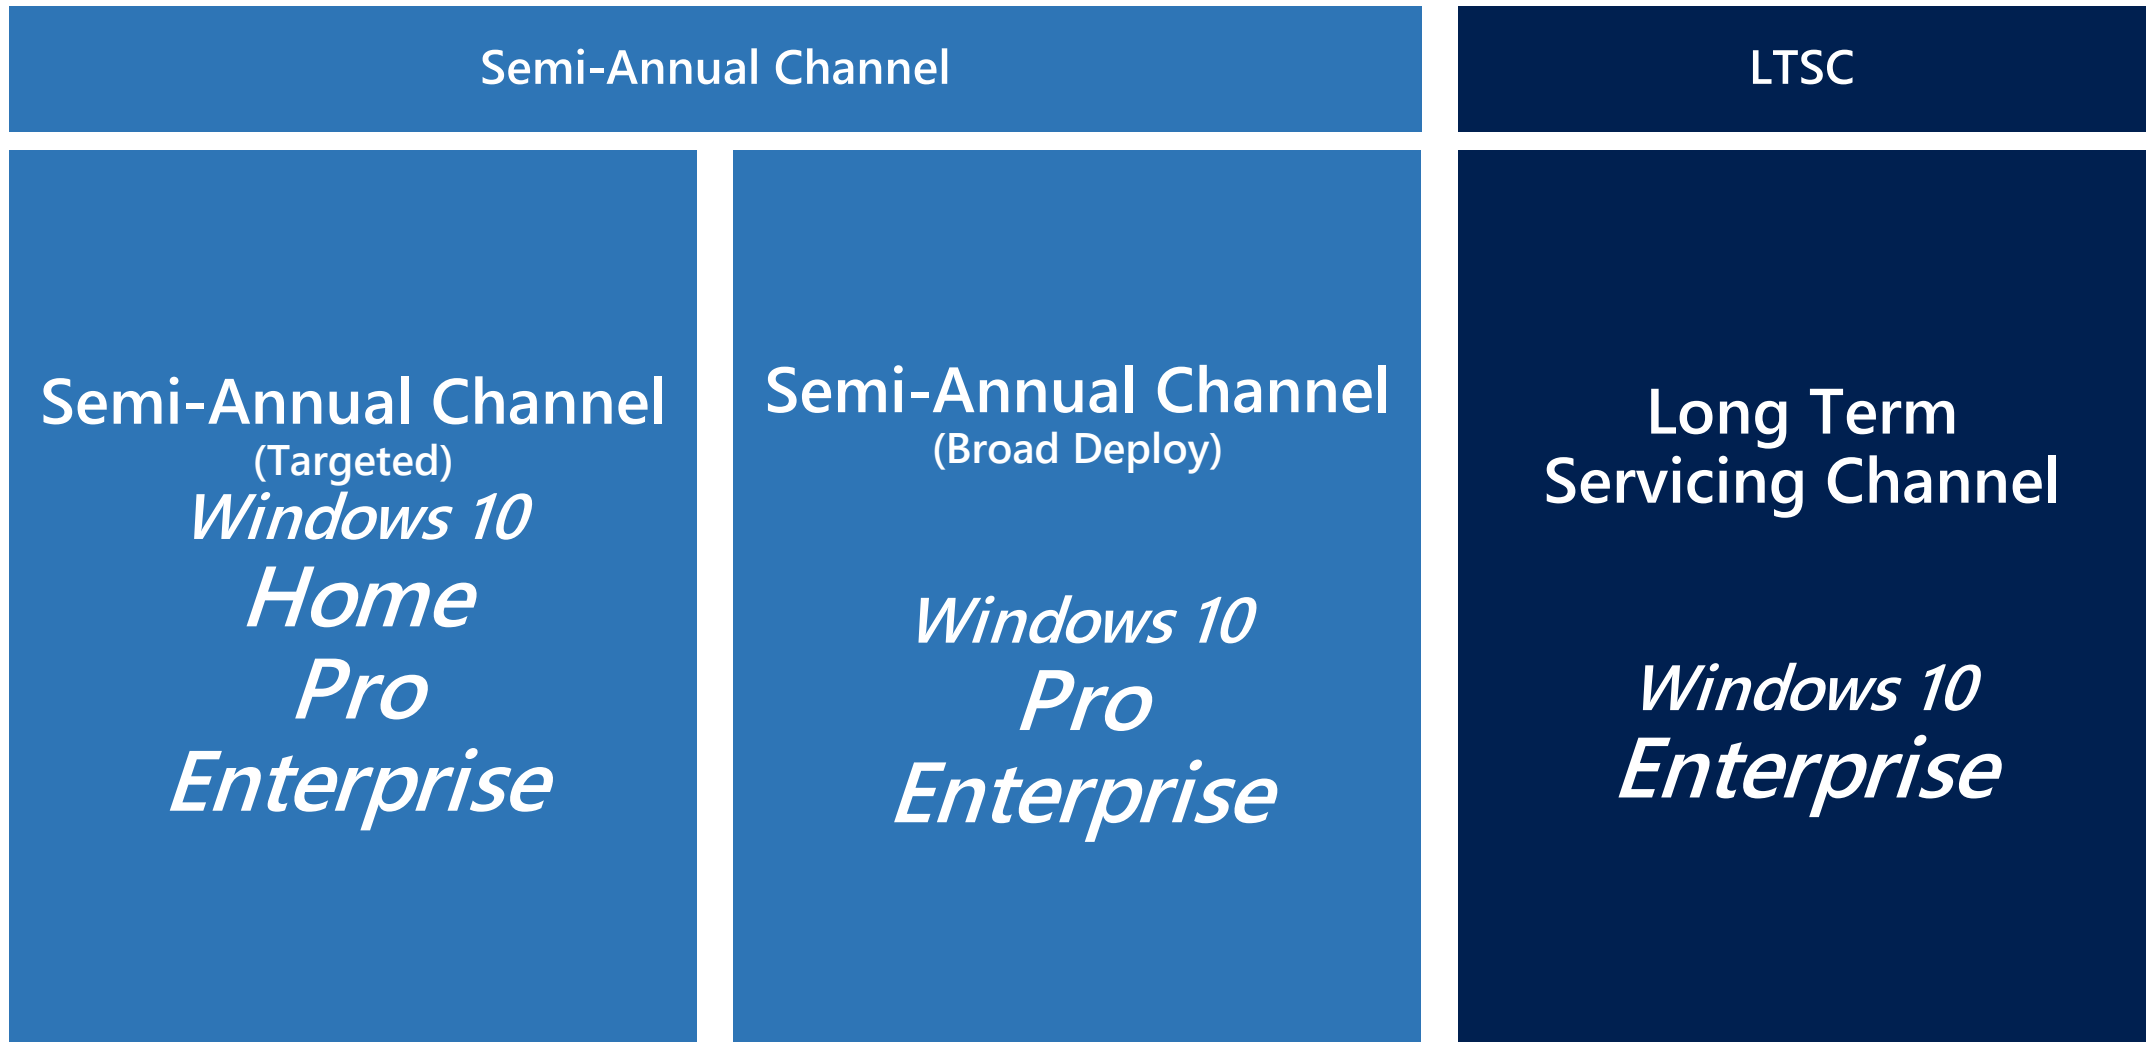 Semi-Annual Channel
LTSC
Semi-Annual Channel
(Targeted)
Windows 10
Home
Pro
Enterprise
Semi-Annual Channel
(Broad Deploy)
Windows 10
Pro
Enterprise
Long Term
Servicing Channel
Windows 10
Enterprise